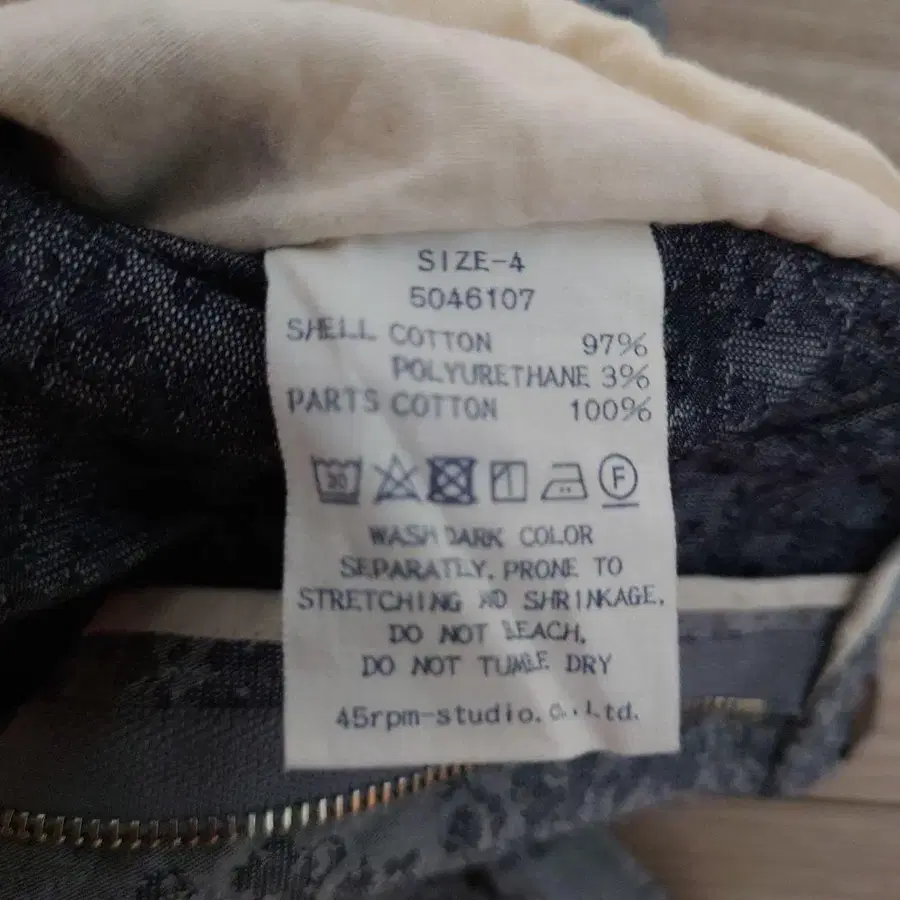 SIZE-4
5046107
SHELL COTTON 97%
POLYURETHANE 3%
PARTS COTTON 100%
30 F
WASH DARK COLOR
SEPARATLY. PRONE TO
STRETCHING AND SHRINKAGE.
DO NOT BLEACH.
DO NOT TUMBLE DRY
45rpm-studio.Co.Ltd.